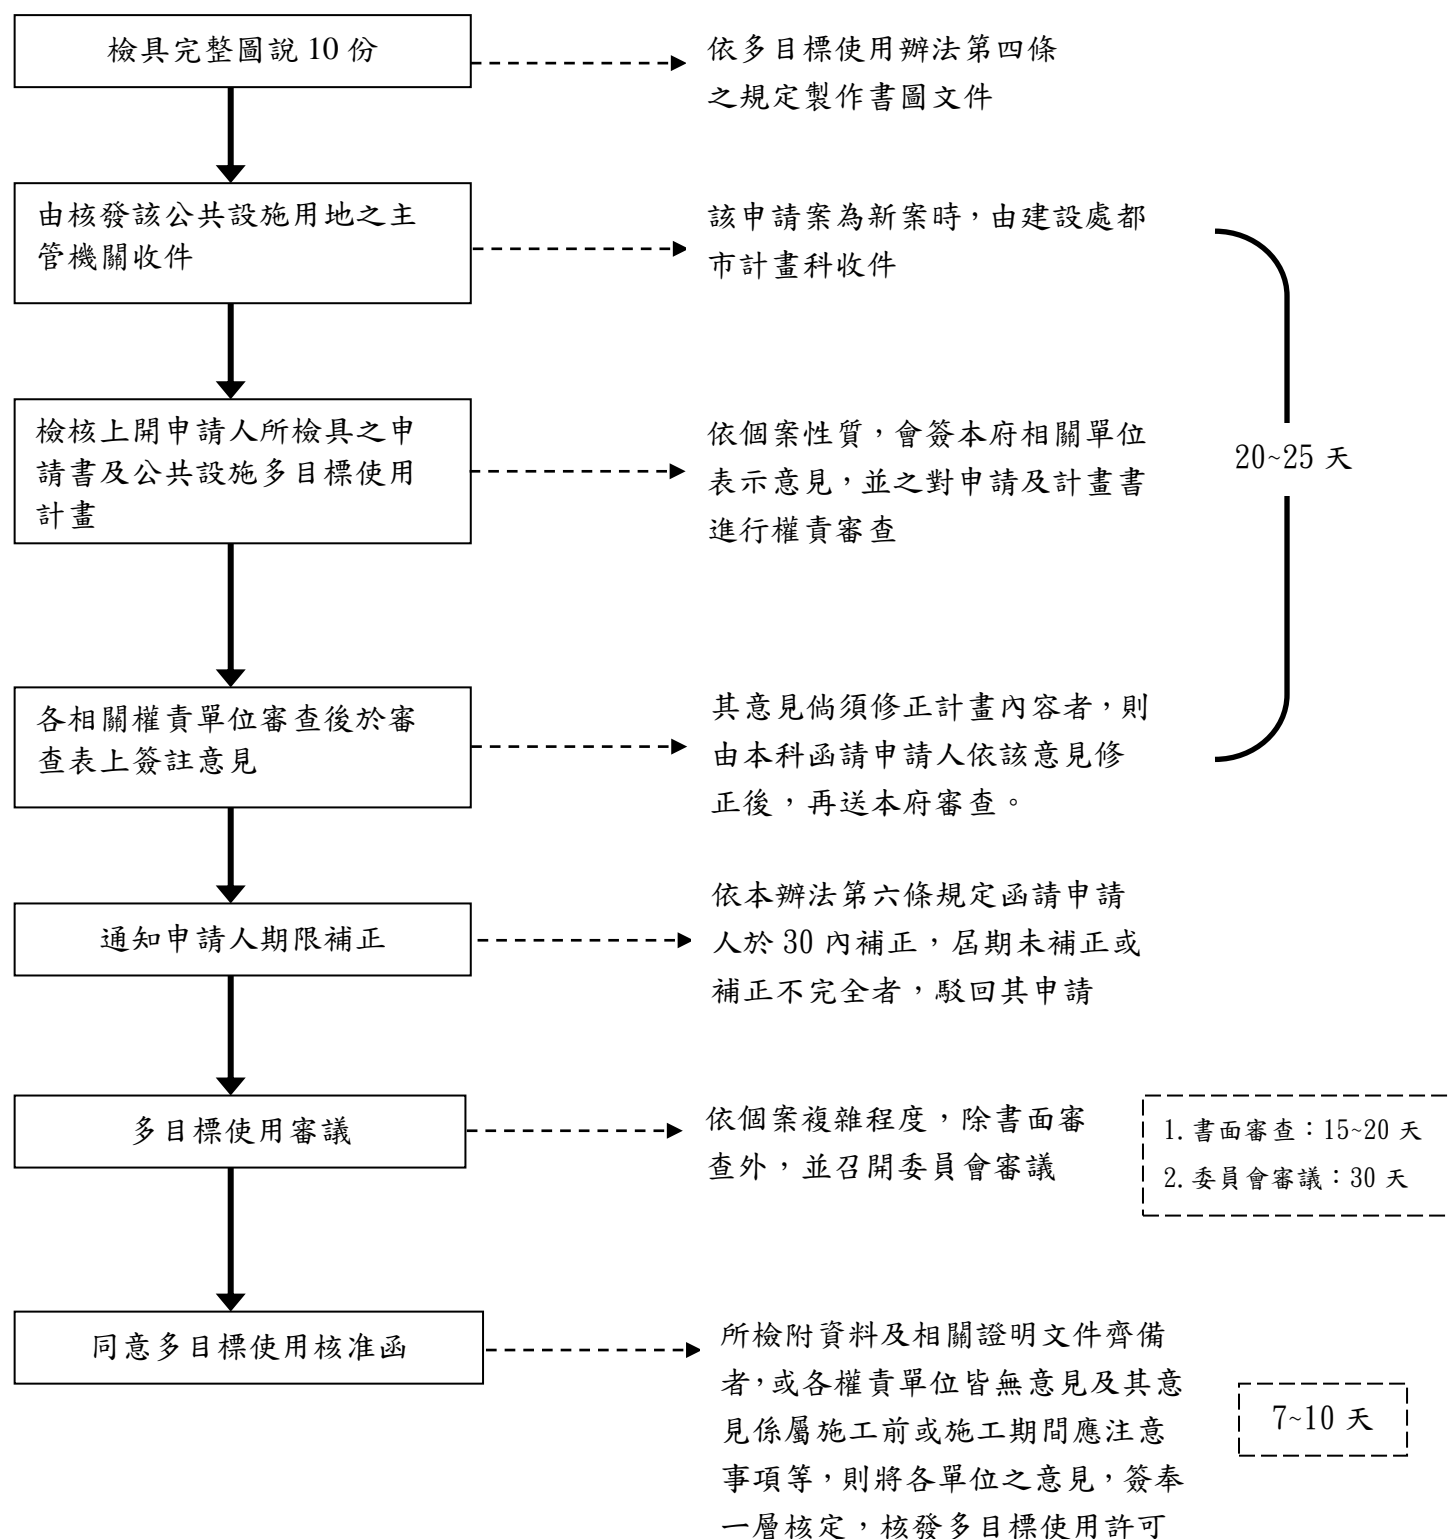 檢具完整圖說 10 份
依多目標使用辦法第四條
之規定製作書圖文件
由核發該公共設施用地之主
管機關收件
該申請案為新案時，由建設處都
市計畫科收件
檢核上開申請人所檢具之申
請書及公共設施多目標使用
計畫
依個案性質，會簽本府相關單位
表示意見，並之對申請及計畫書
進行權責審查
20~25 天
各相關權責單位審查後於審
查表上簽註意見
其意見倘須修正計畫內容者，則
由本科函請申請人依該意見修
正後，再送本府審查。
通知申請人期限補正
依本辦法第六條規定函請申請
人於 30 內補正，屆期未補正或
補正不完全者，駁回其申請
多目標使用審議
依個案複雜程度，除書面審
查外，並召開委員會審議
1. 書面審查：15~20 天
2. 委員會審議：30 天
同意多目標使用核准函
所檢附資料及相關證明文件齊備
者，或各權責單位皆無意見及其意
見係屬施工前或施工期間應注意
事項等，則將各單位之意見，簽奉
一層核定，核發多目標使用許可
7~10 天